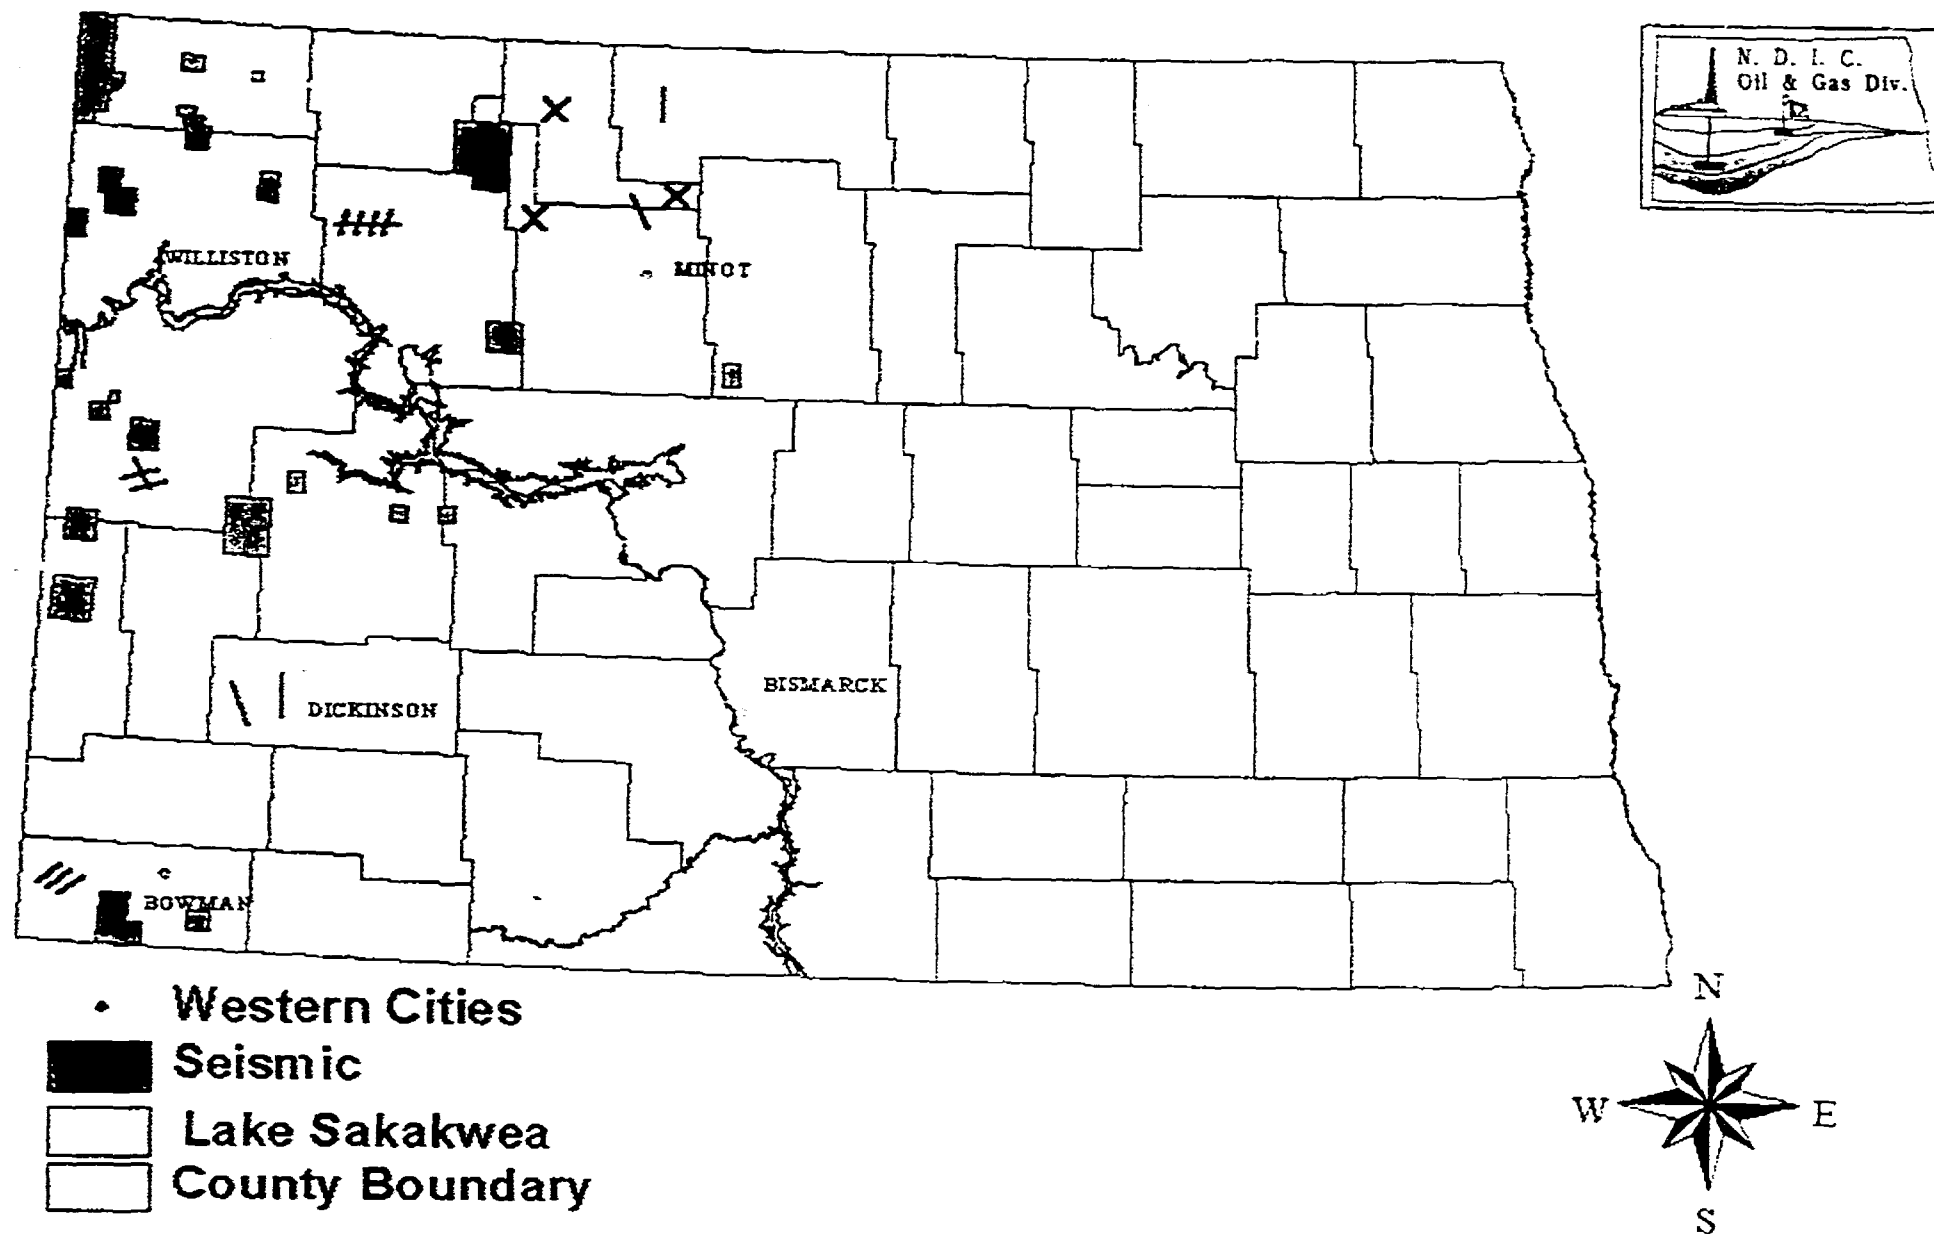 N. D. I. C.
Oil & Gas Div.
WILLISTON
MINOT
BISMARCK
DICKINSON
BOWMAN
Western Cities
Seismic
Lake Sakakwea
County Boundary
N
W
E
S